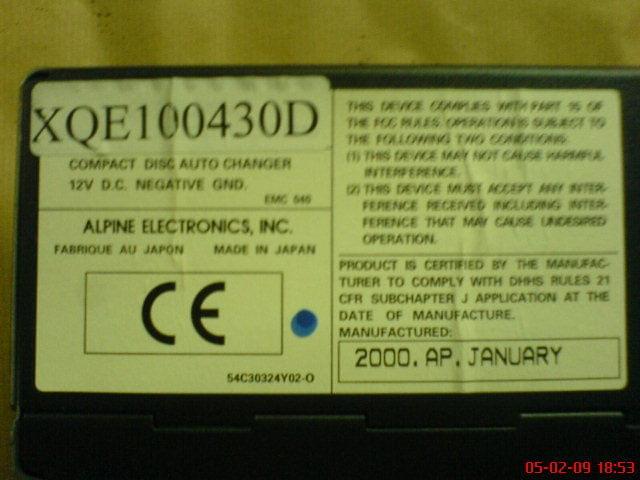 XQE100430D
COMPACT DISC AUTO CHANGER
12V D.C. NEGATIVE GND.
EMC 040
ALPINE ELECTRONICS, INC.
FABRIQUE AU JAPON MADE IN JAPAN
CE
54C30324Y02-O
THIS DEVICE COMPLIES WITH PART 15 OF
THE FCC RULES. OPERATION IS SUBJECT TO
THE FOLLOWING TWO CONDITIONS:
(1) THIS DEVICE MAY NOT CAUSE HARMFUL
INTERFERENCE.
(2) THIS DEVICE MUST ACCEPT ANY INTER-
FERENCE RECEIVED INCLUDING INTER-
FERENCE THAT MAY CAUSE UNDESIRED
OPERATION.
PRODUCT IS CERTIFIED BY THE MANUFAC-
TURER TO COMPLY WITH DHHS RULES 21
CFR SUBCHAPTER J APPLICATION AT THE
DATE OF MANUFACTURE.
MANUFACTURED:
2000. AP. JANUARY
05-02-09 18:53